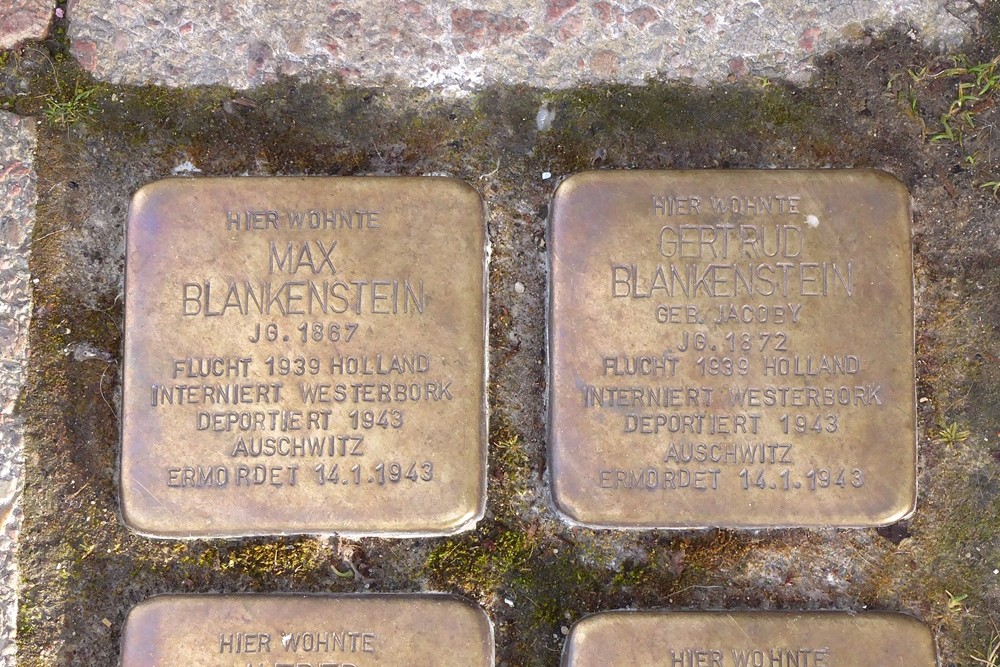 HIER WOHNTE
MAX
BLANKENSTEIN
JG. 1867
FLUCHT 1939 HOLLAND
INTERNIERT WESTERBORK
DEPORTIERT 1943
AUSCHWITZ
ERMORDET 14.1.1943
HIER WOHNTE
GERTRUD
BLANKENSTEIN
GEB. JACOBY
JG. 1872
FLUCHT 1939 HOLLAND
INTERNIERT WESTERBORK
DEPORTIERT 1943
AUSCHWITZ
ERMORDET 14.1.1943
HIER WOHNTE
HIER WOHNTE